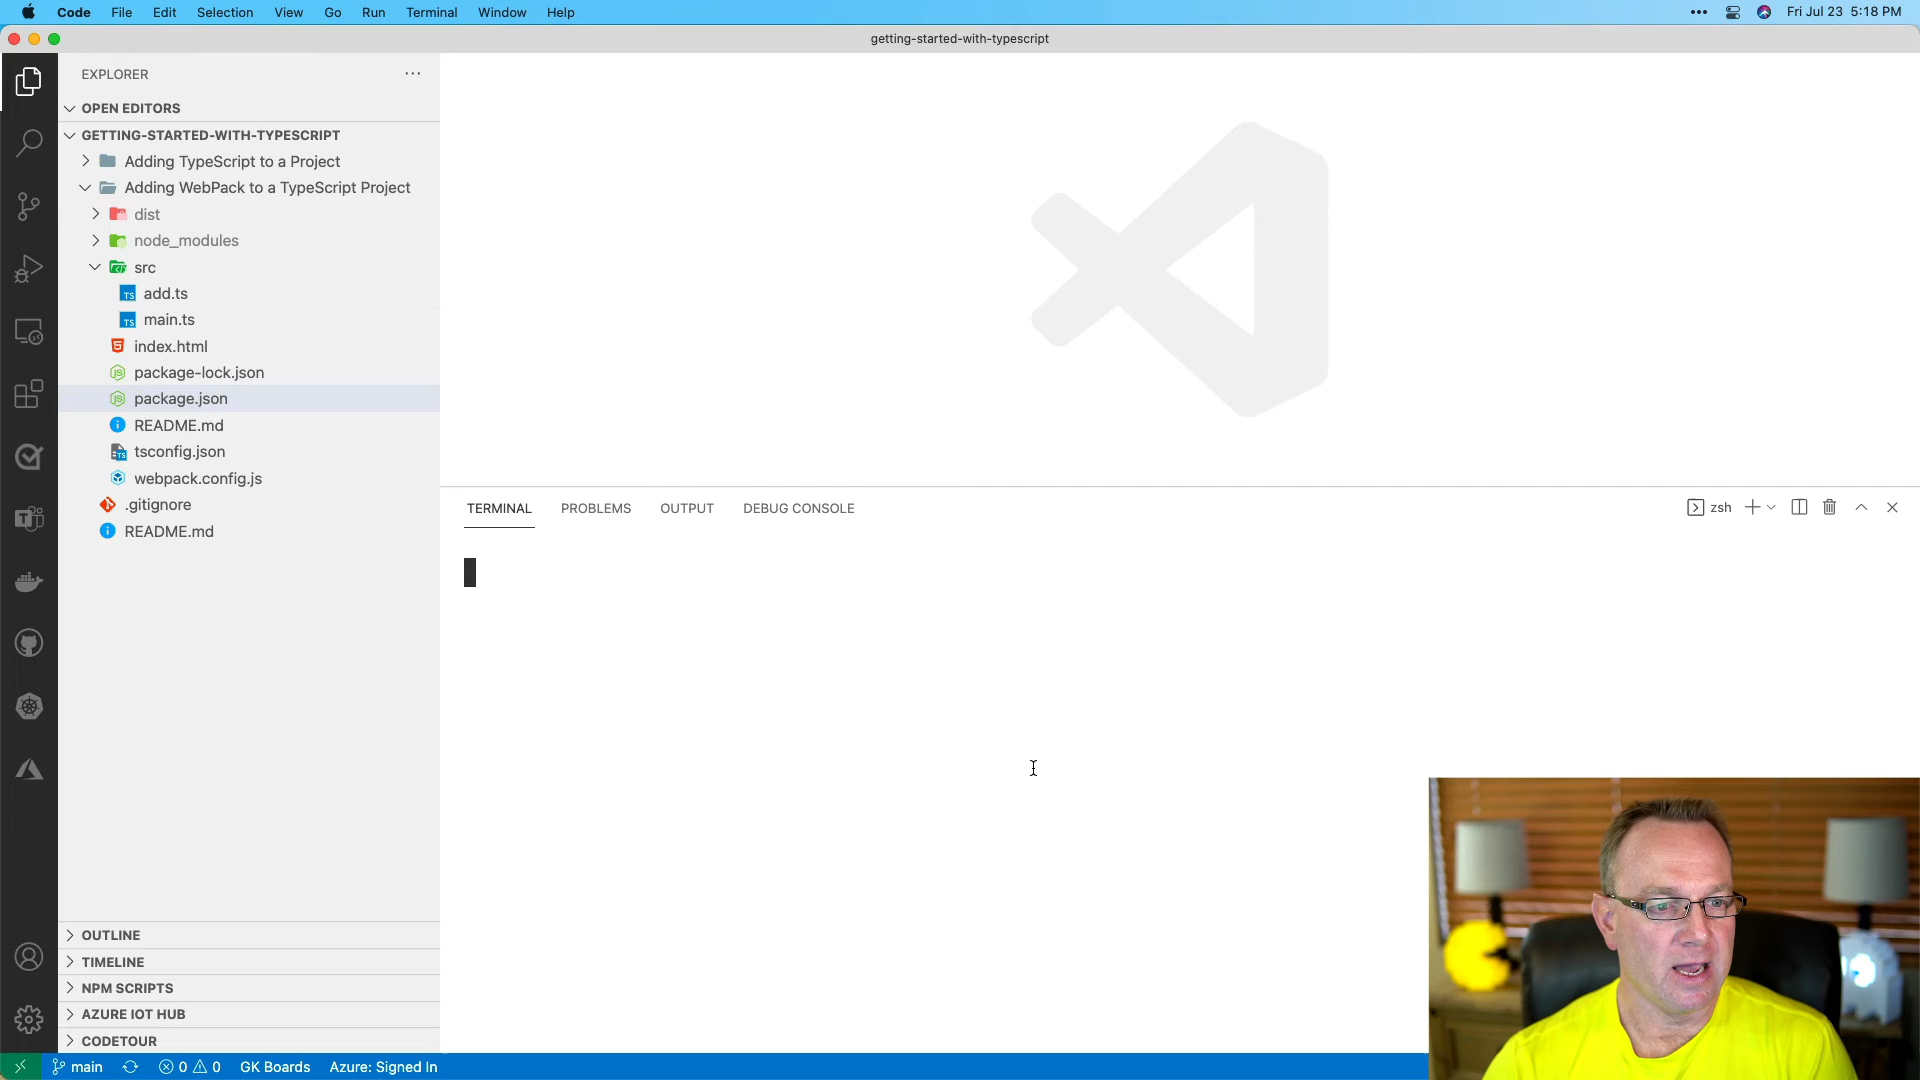 Code File Edit Selection View Go Run Terminal Window Help
Fri Jul 23 5:18 PM
getting-started-with-typescript
EXPLORER
OPEN EDITORS
GETTING-STARTED-WITH-TYPESCRIPT
Adding TypeScript to a Project
Adding WebPack to a TypeScript Project
dist
node_modules
src
TS add.ts
TS main.ts
index.html
package-lock.json
package.json
README.md
tsconfig.json
webpack.config.js
.gitignore
README.md
TERMINAL PROBLEMS OUTPUT DEBUG CONSOLE
zsh
OUTLINE
TIMELINE
NPM SCRIPTS
AZURE IOT HUB
CODETOUR
main 0 0 GK Boards Azure: Signed In